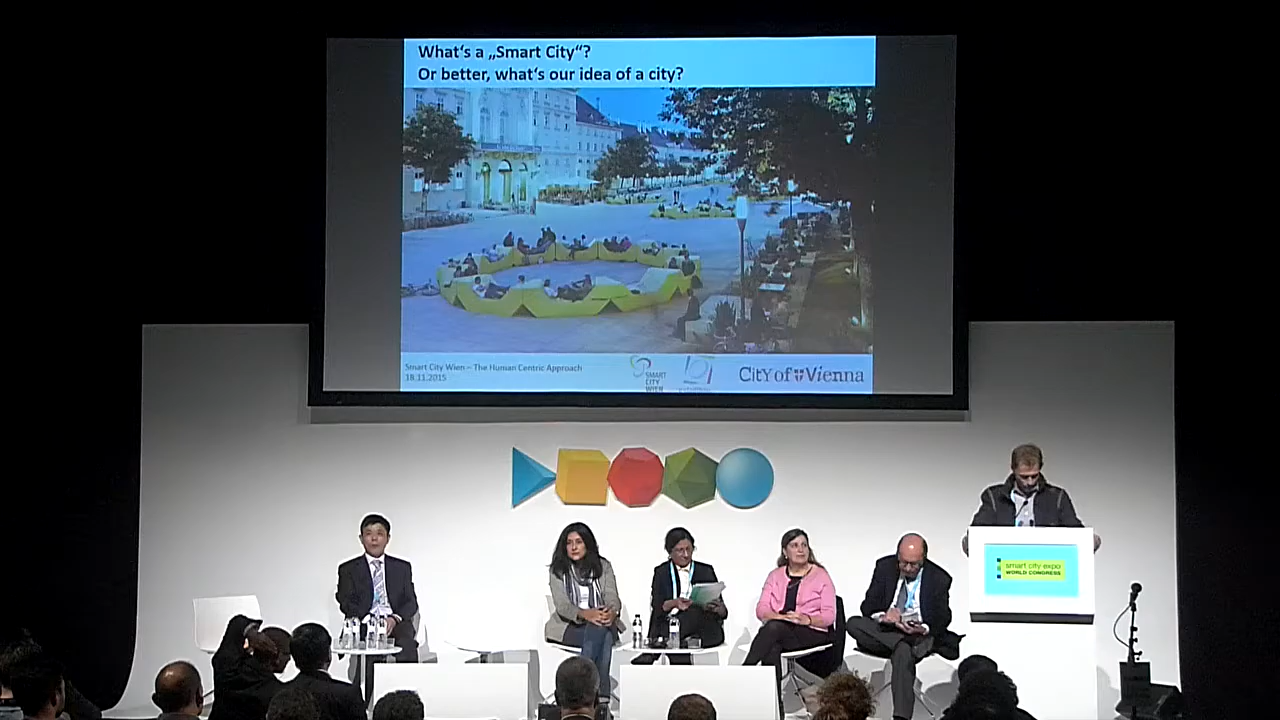 What's a „Smart City“?
Or better, what's our idea of a city?
Smart City Wien – The Human Centric Approach
18.11.2015
SMART
CITY
WIEN
City of Vienna
smart city expo
WORLD CONGRESS